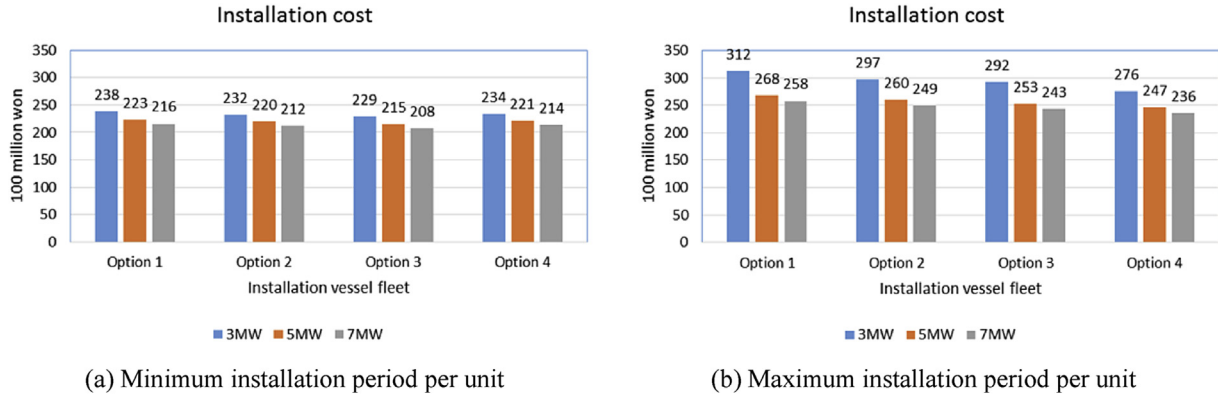 Installation cost
350
300
250
200
150
100
50
0
100 million won
238 223 216
232 220 212
229 215 208
234 221 214
Option 1 Option 2 Option 3 Option 4
Installation vessel fleet
3MW 5MW 7MW
(a) Minimum installation period per unit
Installation cost
350
300
250
200
150
100
50
0
100 million won
312 268 258
297 260 249
292 253 243
276 247 236
Option 1 Option 2 Option 3 Option 4
Installation vessel fleet
3MW 5MW 7MW
(b) Maximum installation period per unit